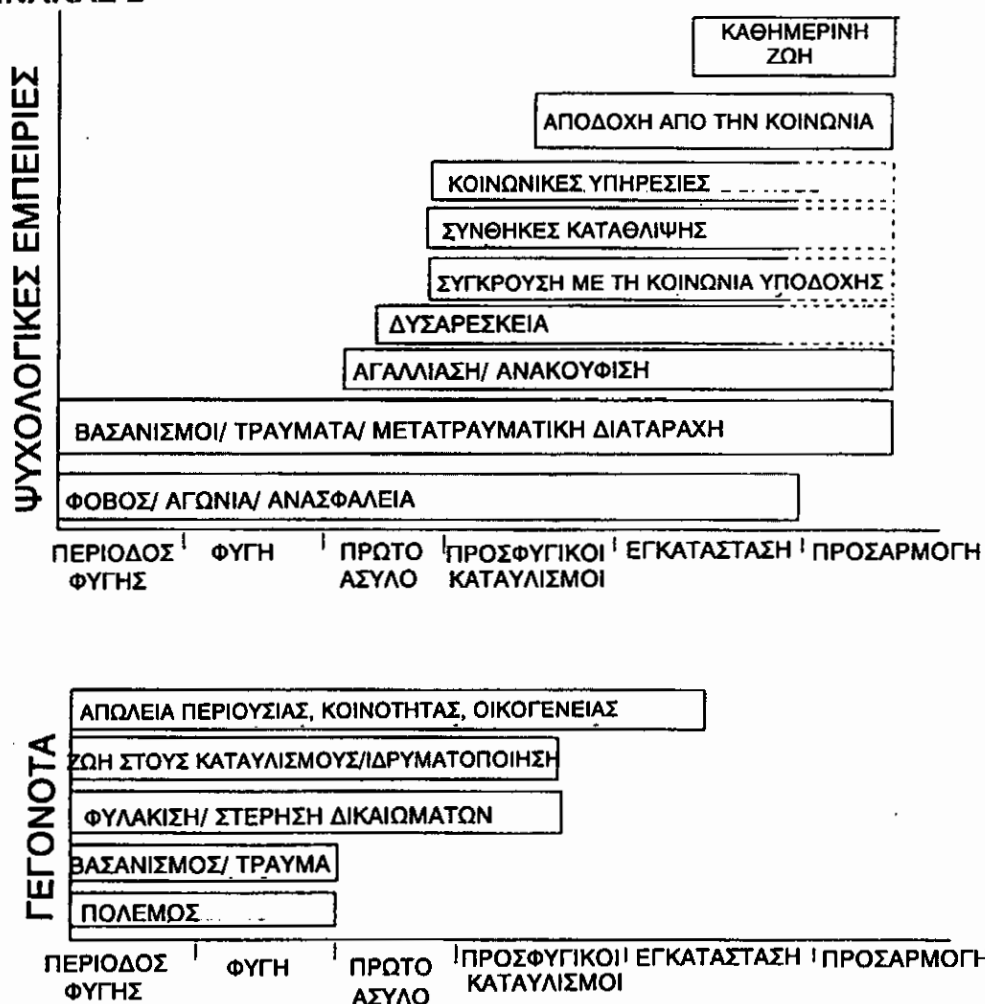 ΨΥΧΟΛΟΓΙΚΕΣ ΕΜΠΕΙΡΙΕΣ
ΚΑΘΗΜΕΡΙΝΗ
ΖΩΗ
ΑΠΟΔΟΧΗ ΑΠΟ ΤΗΝ ΚΟΙΝΩΝΙΑ
ΚΟΙΝΩΝΙΚΕΣ ΥΠΗΡΕΣΙΕΣ
ΣΥΝΘΗΚΕΣ ΚΑΤΑΘΛΙΨΗΣ
ΣΥΓΚΡΟΥΣΗ ΜΕ ΤΗ ΚΟΙΝΩΝΙΑ ΥΠΟΔΟΧΗΣ
ΔΥΣΑΡΕΣΚΕΙΑ
ΑΓΑΛΛΙΑΣΗ/ ΑΝΑΚΟΥΦΙΣΗ
ΒΑΣΑΝΙΣΜΟΙ/ ΤΡΑΥΜΑΤΑ/ ΜΕΤΑΤΡΑΥΜΑΤΙΚΗ ΔΙΑΤΑΡΑΧΗ
ΦΟΒΟΣ/ ΑΓΩΝΙΑ/ ΑΝΑΣΦΑΛΕΙΑ
ΠΕΡΙΟΔΟΣ ΦΥΓΗ ΠΡΩΤΟ ΠΡΟΣΦΥΓΙΚΟΙ ΕΓΚΑΤΑΣΤΑΣΗ ΠΡΟΣΑΡΜΟΓΗ
ΦΥΓΗΣ ΑΣΥΛΟ ΚΑΤΑΥΛΙΣΜΟΙ
ΓΕΓΟΝΟΤΑ
ΑΠΩΛΕΙΑ ΠΕΡΙΟΥΣΙΑΣ, ΚΟΙΝΟΤΗΤΑΣ, ΟΙΚΟΓΕΝΕΙΑΣ
ΖΩΗ ΣΤΟΥΣ ΚΑΤΑΥΛΙΣΜΟΥΣ/ΙΔΡΥΜΑΤΟΠΟΙΗΣΗ
ΦΥΛΑΚΙΣΗ/ ΣΤΕΡΗΣΗ ΔΙΚΑΙΩΜΑΤΩΝ
ΒΑΣΑΝΙΣΜΟΣ/ ΤΡΑΥΜΑ
ΠΟΛΕΜΟΣ
ΠΕΡΙΟΔΟΣ ΦΥΓΗ ΠΡΩΤΟ ΠΡΟΣΦΥΓΙΚΟΙ ΕΓΚΑΤΑΣΤΑΣΗ ΠΡΟΣΑΡΜΟΓΗ
ΦΥΓΗΣ ΑΣΥΛΟ ΚΑΤΑΥΛΙΣΜΟΙ